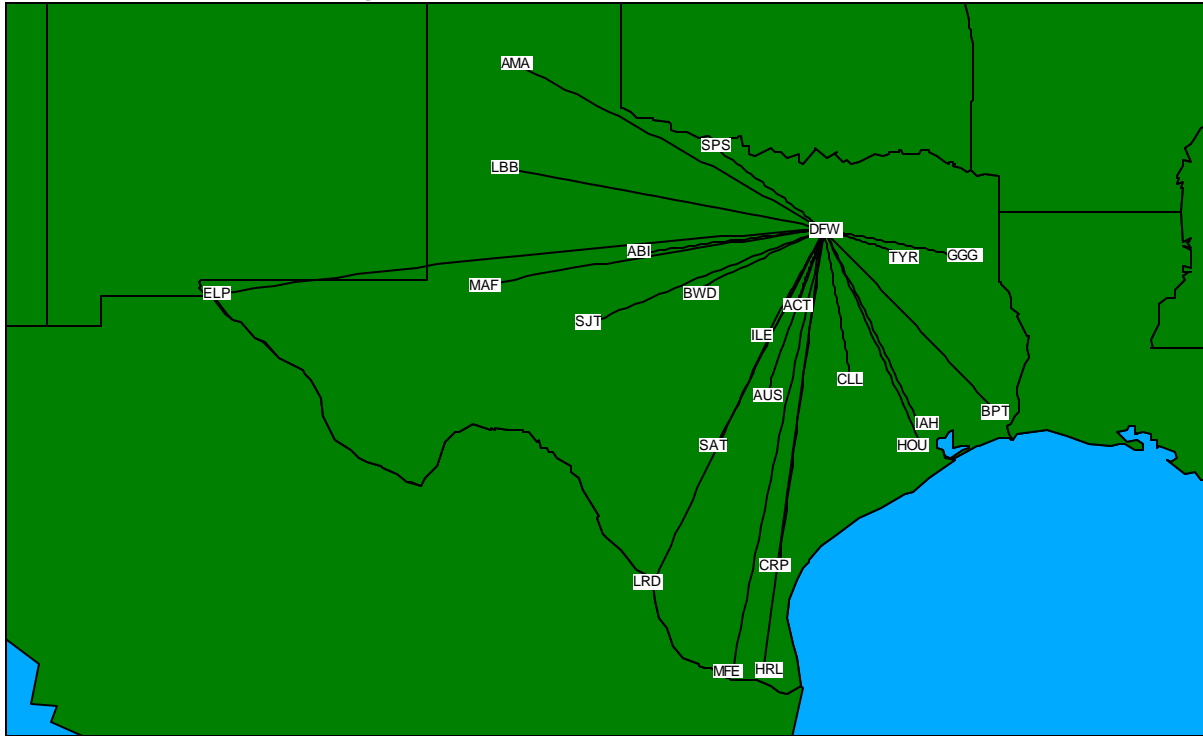 AMA
SPS
LBB
DFW
ABI
TYR
GGG
MAF
ELP
BWD
ACT
SJT
ILE
CLL
AUS
BPT
IAH
SAT
HOU
CRP
LRD
MFE
HRL